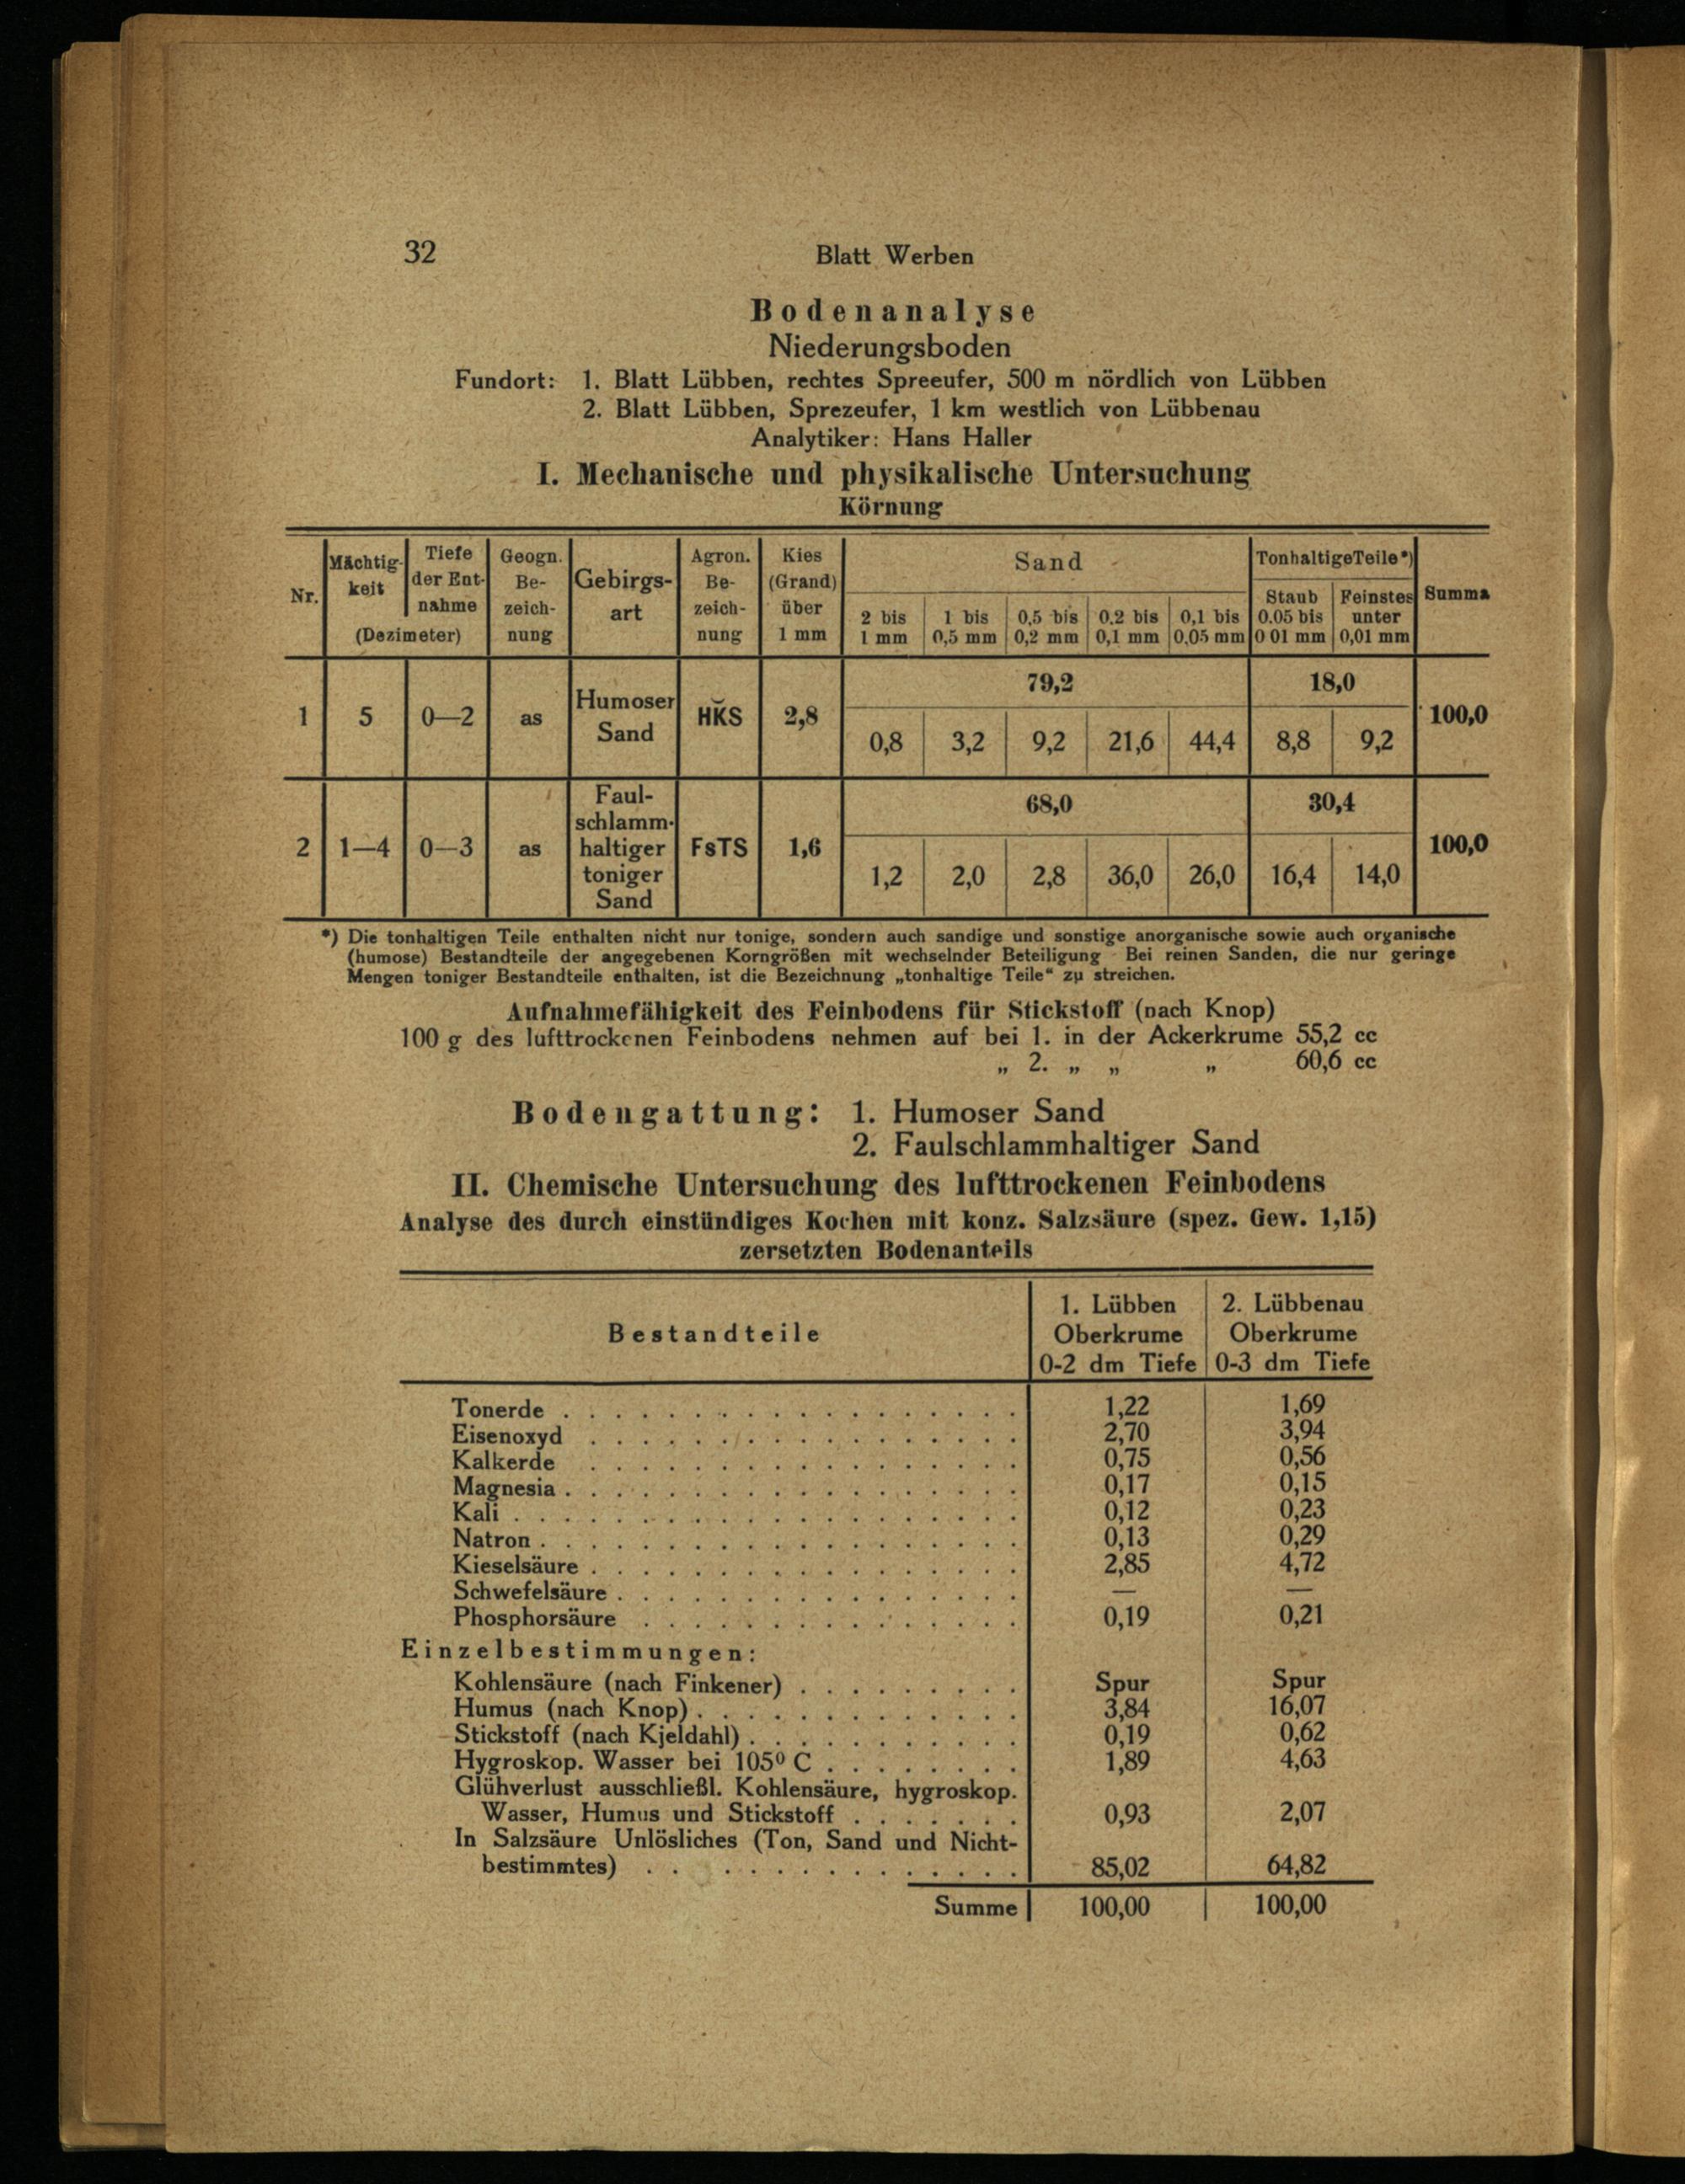 32
Blatt Werben
Bodenanalyse
Niederungsboden
Fundort: 1. Blatt Lübben, rechtes Spreeufer, 500 m nördlich von Lübben
2. Blatt Lübben, Sprezeufer, 1 km westlich von Lübbenau
Analytiker: Hans Haller
I. Mechanische und physikalische Untersuchung
Körnung
Nr. Mächtig- keit Tiefe der Ent- nahme (Dezimeter) Geogn. Be- zeich- nung Gebirgs- art Agron. Be- zeich- nung Kies (Grand) über 1 mm Sand TonhaltigeTeile*) Summa
2 bis 1 mm 1 bis 0,5 mm 0,5 bis 0,2 mm 0.2 bis 0,1 mm 0,1 bis 0,05 mm Staub 0.05 bis 0 01 mm Feinstes unter 0,01 mm
79,2 18,0
1 5 0—2 as Humoser Sand HK̆S 2,8 100,0
0,8 3,2 9,2 21,6 44,4 8,8 9,2
68,0 30,4
2 1—4 0—3 as Faul- schlamm- haltiger toniger Sand FsTS 1,6 100,0
1,2 2,0 2,8 36,0 26,0 16,4 14,0
*) Die tonhaltigen Teile enthalten nicht nur tonige, sondern auch sandige und sonstige anorganische sowie auch organische
(humose) Bestandteile der angegebenen Korngrößen mit wechselnder Beteiligung Bei reinen Sanden, die nur geringe
Mengen toniger Bestandteile enthalten, ist die Bezeichnung „tonhaltige Teile“ zu streichen.
Aufnahmefähigkeit des Feinbodens für Stickstoff (nach Knop)
100 g des lufttrockenen Feinbodens nehmen auf bei 1. in der Ackerkrume 55,2 cc
„ 2. „ „ „ 60,6 cc
Bodengattung: 1. Humoser Sand
2. Faulschlammhaltiger Sand
II. Chemische Untersuchung des lufttrockenen Feinbodens
Analyse des durch einstündiges Kochen mit konz. Salzsäure (spez. Gew. 1,15)
zersetzten Bodenanteils
Bestandteile
1. Lübben 2. Lübbenau
Oberkrume Oberkrume
0-2 dm Tiefe 0-3 dm Tiefe
Tonerde . . . . . . . . . . . . . . . . . . 1,22 1,69
Eisenoxyd . . . . . . . . . . . . . . . . . 2,70 3,94
Kalkerde . . . . . . . . . . . . . . . . . 0,75 0,56
Magnesia . . . . . . . . . . . . . . . . . . 0,17 0,15
Kali . . . . . . . . . . . . . . . . . . . . 0,12 0,23
Natron . . . . . . . . . . . . . . . . . . . 0,13 0,29
Kieselsäure . . . . . . . . . . . . . . . . . 2,85 4,72
Schwefelsäure . . . . . . . . . . . . . . . . — —
Phosphorsäure . . . . . . . . . . . . . . . 0,19 0,21
Einzelbestimmungen:
Kohlensäure (nach Finkener) . . . . . . . . . Spur Spur
Humus (nach Knop) . . . . . . . . . . . . . 3,84 16,07
Stickstoff (nach Kjeldahl) . . . . . . . . . . . 0,19 0,62
Hygroskop. Wasser bei 105⁰ C . . . . . . . . 1,89 4,63
Glühverlust ausschließl. Kohlensäure, hygroskop.
Wasser, Humus und Stickstoff . . . . . . . 0,93 2,07
In Salzsäure Unlösliches (Ton, Sand und Nicht-
bestimmtes) . . . . . . . . . . . . . . 85,02 64,82
Summe 100,00 100,00